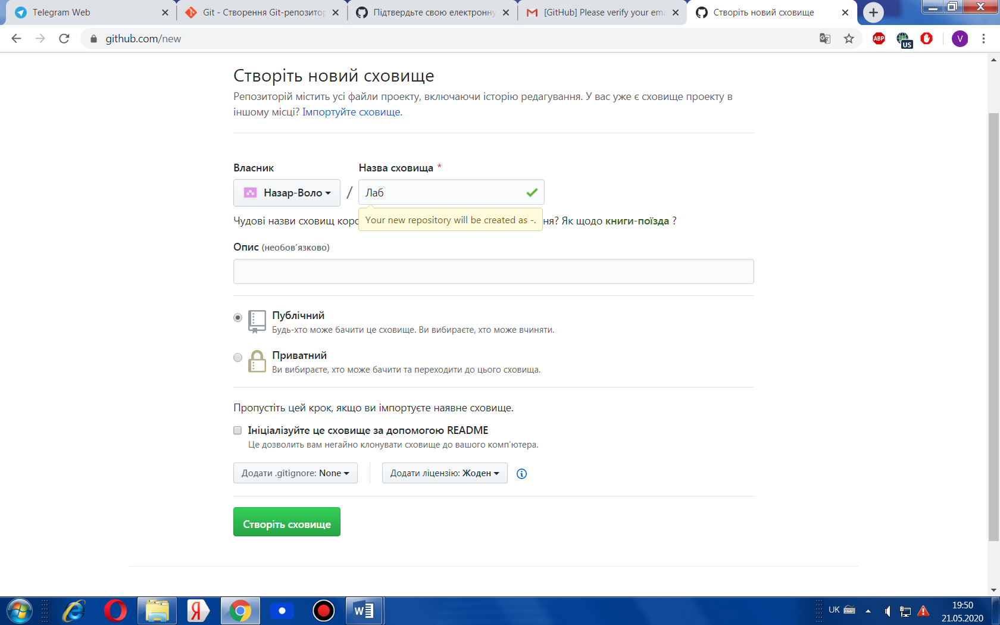 Telegram Web
Git - Створення Git-репозитор
Підтвердьте свою електронну
[GitHub] Please verify your ema
Створіть новий сховище
github.com/new
ABP
US
V
Створіть новий сховище
Репозиторій містить усі файли проекту, включаючи історію редагування. У вас уже є сховище проекту в
іншому місці? Імпортуйте сховище.
Власник
Назва сховища *
Назар-Воло
/
Лаб
Чудові назви сховищ коро
Your new repository will be created as -.
ня? Як щодо книги-поїзда ?
Опис (необов'язково)
Публічний
Будь-хто може бачити це сховище. Ви вибираєте, хто може вчиняти.
Приватний
Ви вибираєте, хто може бачити та переходити до цього сховища.
Пропустіть цей крок, якщо ви імпортуєте наявне сховище.
Ініціалізуйте це сховище за допомогою README
Це дозволить вам негайно клонувати сховище до вашого комп'ютера.
Додати .gitignore: None
Додати ліцензію: Жоден
Створіть сховище
UK
19:50
21.05.2020